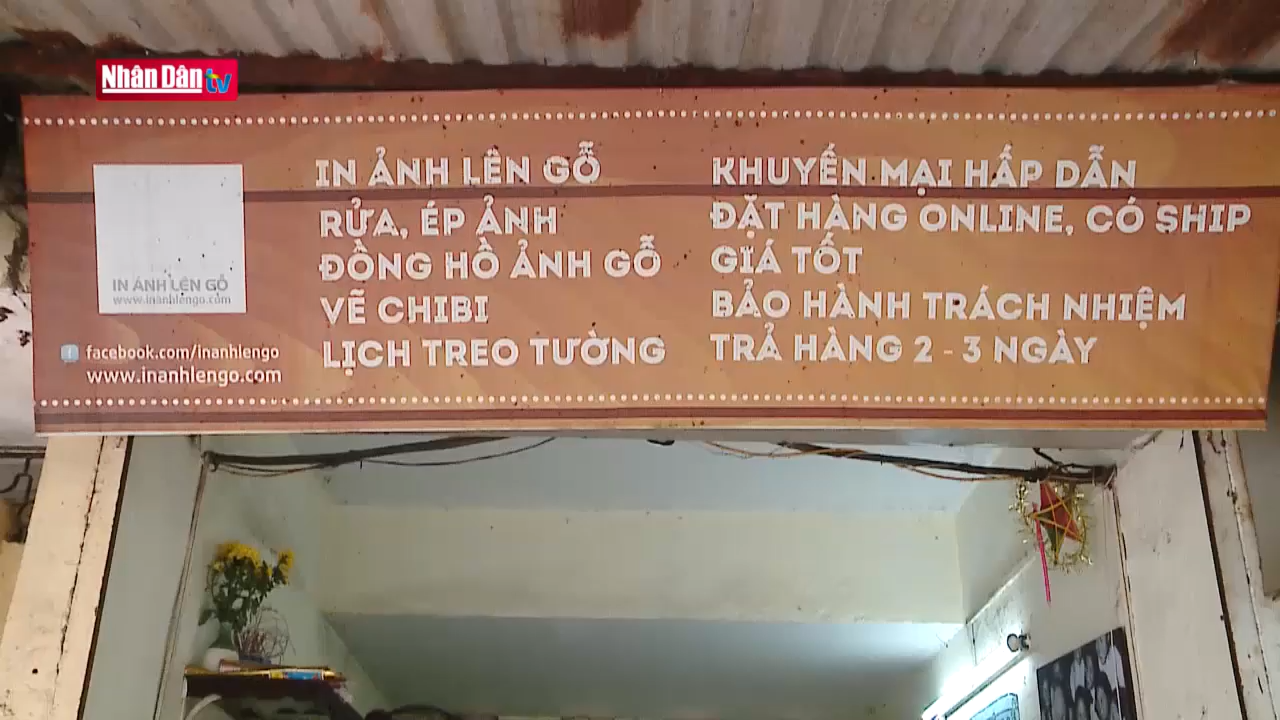 Nhân Dân tv
IN ẢNH LÊN GỖ
www.inanhlengo.com
facebook.com/inanhlengo
www.inanhlengo.com
IN ẢNH LÊN GỖ
RỬA, ÉP ẢNH
ĐỒNG HỒ ẢNH GỖ
VẼ CHIBI
LỊCH TREO TƯỜNG
KHUYẾN MẠI HẤP DẪN
ĐẶT HÀNG ONLINE, CÓ SHIP
GIÁ TỐT
BẢO HÀNH TRÁCH NHIỆM
TRẢ HÀNG 2 - 3 NGÀY